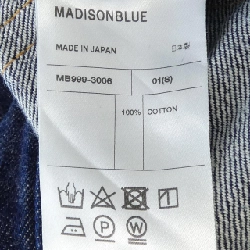 MADISONBLUE
MADE IN JAPAN
MB999-3006 01(S)
100% COTTON